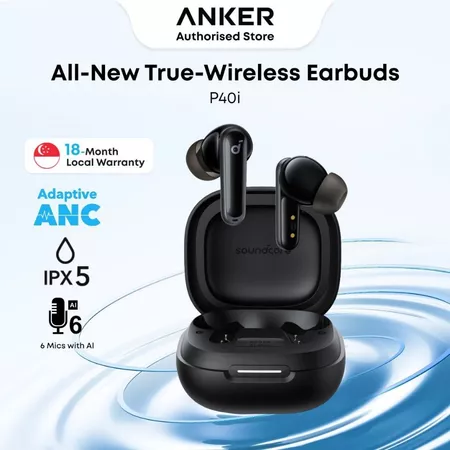 ANKER
Authorised Store
All-New True-Wireless Earbuds
P40i
18-Month
Local Warranty
Adaptive
ANC
IPX5
AI
6
6 Mics with AI
soundcore